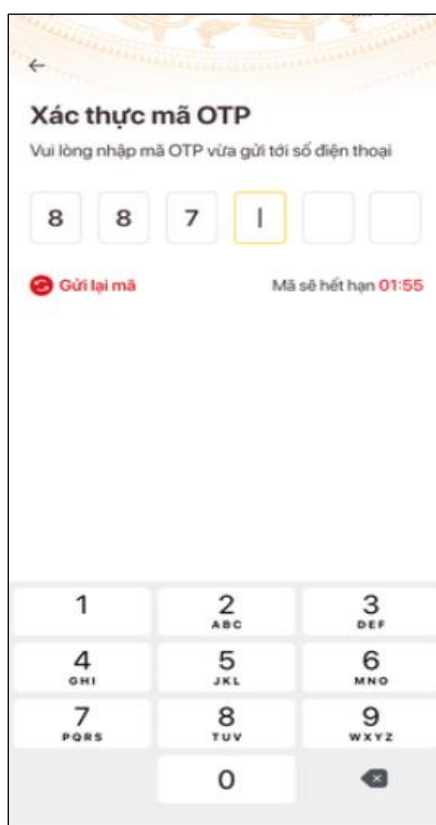 Xác thực mã OTP
Vui lòng nhập mã OTP vừa gửi tới số điện thoại
8 8 7
Gửi lại mã Mã sẽ hết hạn 01:55
1 2 3
ABC DEF
4 5 6
GHI JKL MNO
7 8 9
PQRS TUV WXYZ
0